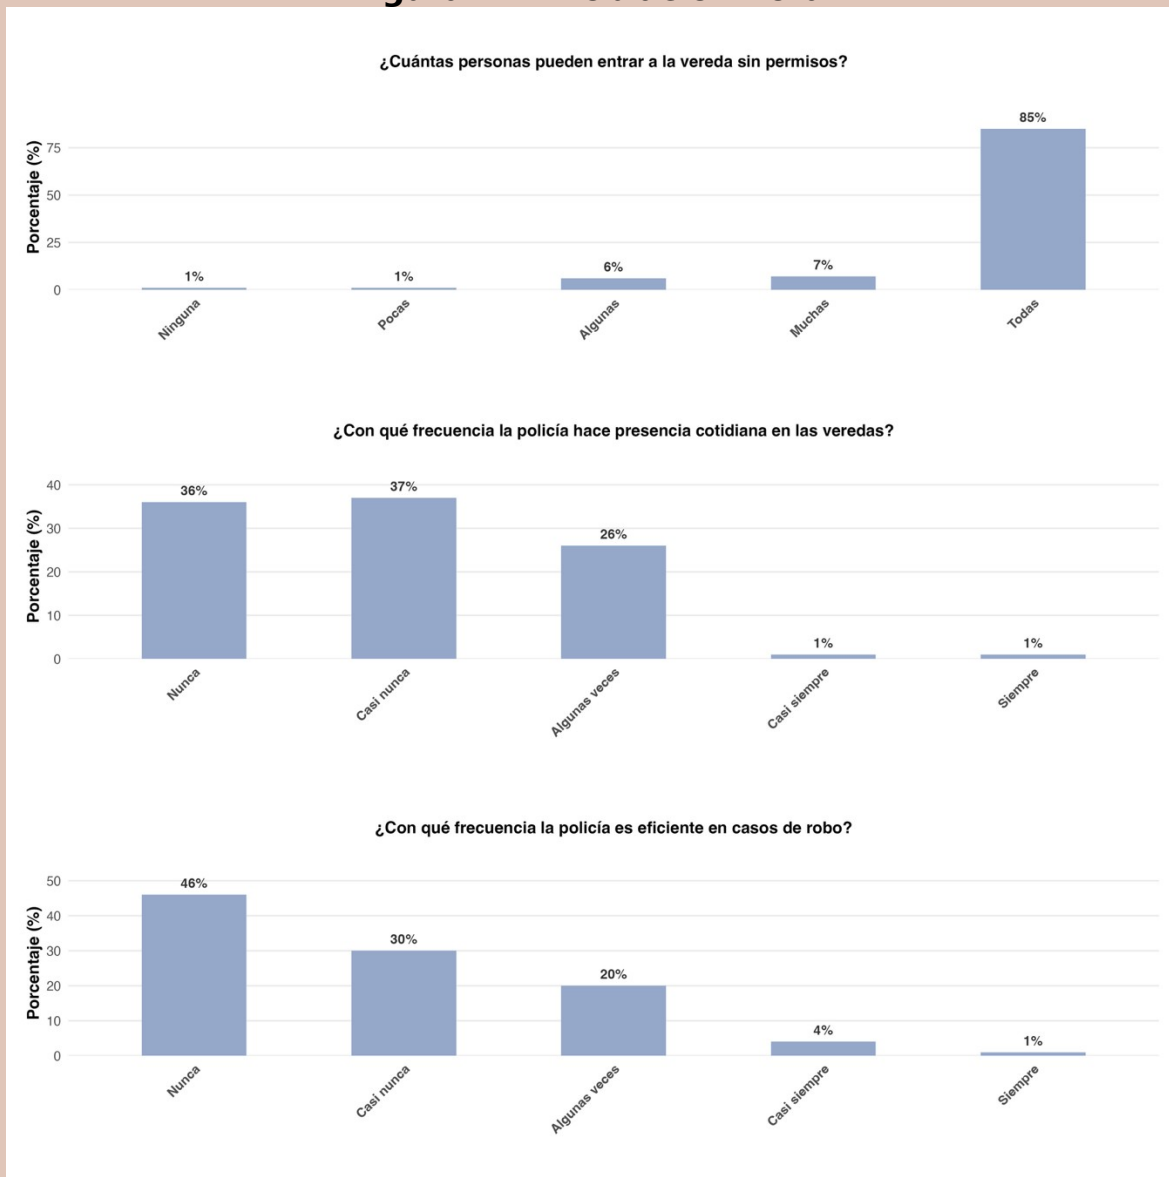 ¿Cuántas personas pueden entrar a la vereda sin permisos?
Porcentaje (%)
75
50
25
0
1%
1%
6%
7%
85%
Ninguna
Pocas
Algunas
Muchas
Todas
¿Con qué frecuencia la policía hace presencia cotidiana en las veredas?
Porcentaje (%)
40
30
20
10
0
36%
37%
26%
1%
1%
Nunca
Casi nunca
Algunas veces
Casi siempre
Siempre
¿Con qué frecuencia la policía es eficiente en casos de robo?
Porcentaje (%)
50
40
30
20
10
0
46%
30%
20%
4%
1%
Nunca
Casi nunca
Algunas veces
Casi siempre
Siempre